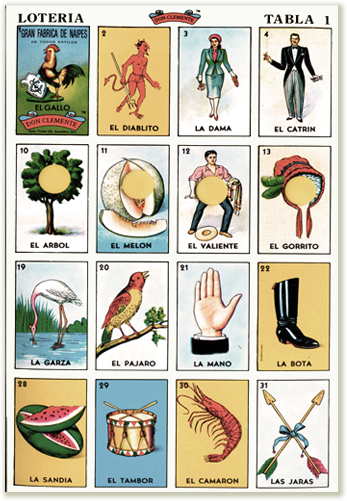 LOTERIA
DON CLEMENTE
TABLA 1
GRAN FABRICA DE NAIPES
DE TODOS ESTILOS
EL GALLO
DON CLEMENTE
2
EL DIABLITO
3
LA DAMA
4
EL CATRIN
10
EL ARBOL
11
EL MELON
12
EL VALIENTE
13
EL GORRITO
19
LA GARZA
20
EL PAJARO
21
LA MANO
22
LA BOTA
28
LA SANDIA
29
EL TAMBOR
30
EL CAMARON
31
LAS JARAS